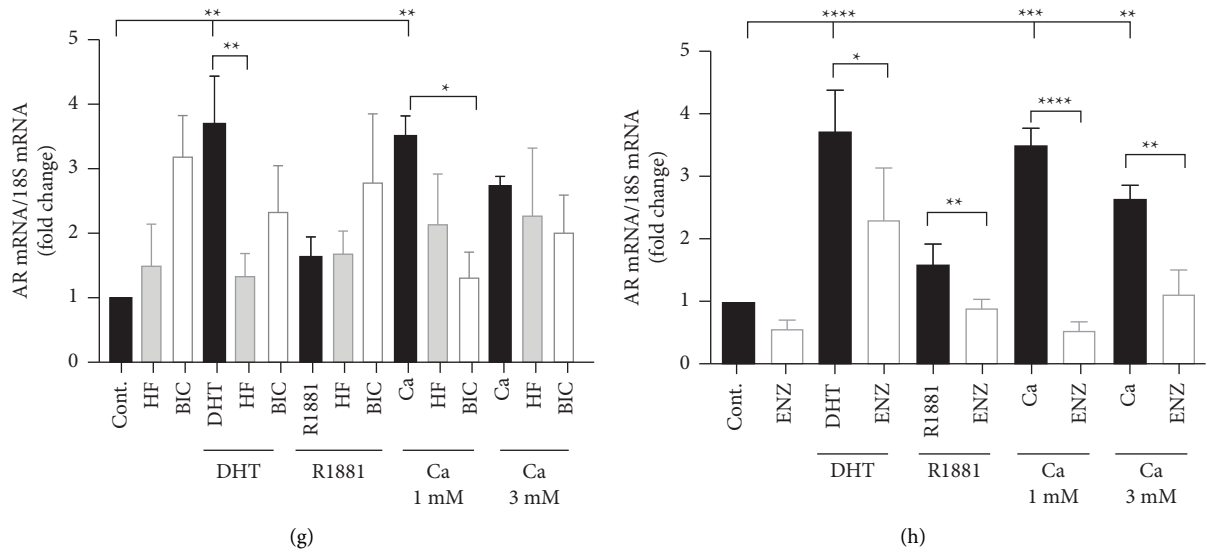 ** ** **
**
*
5
4
3
2
1
0
AR mRNA/18S mRNA
(fold change)
Cont. HF BIC DHT HF BIC R1881 HF BIC Ca HF BIC Ca HF BIC
DHT R1881 Ca Ca
1 mM 3 mM
(g)
**** *** **
*
****
**
**
5
4
3
2
1
0
AR mRNA/18S mRNA
(fold change)
Cont. ENZ DHT ENZ R1881 ENZ Ca ENZ Ca ENZ
DHT R1881 Ca Ca
1 mM 3 mM
(h)